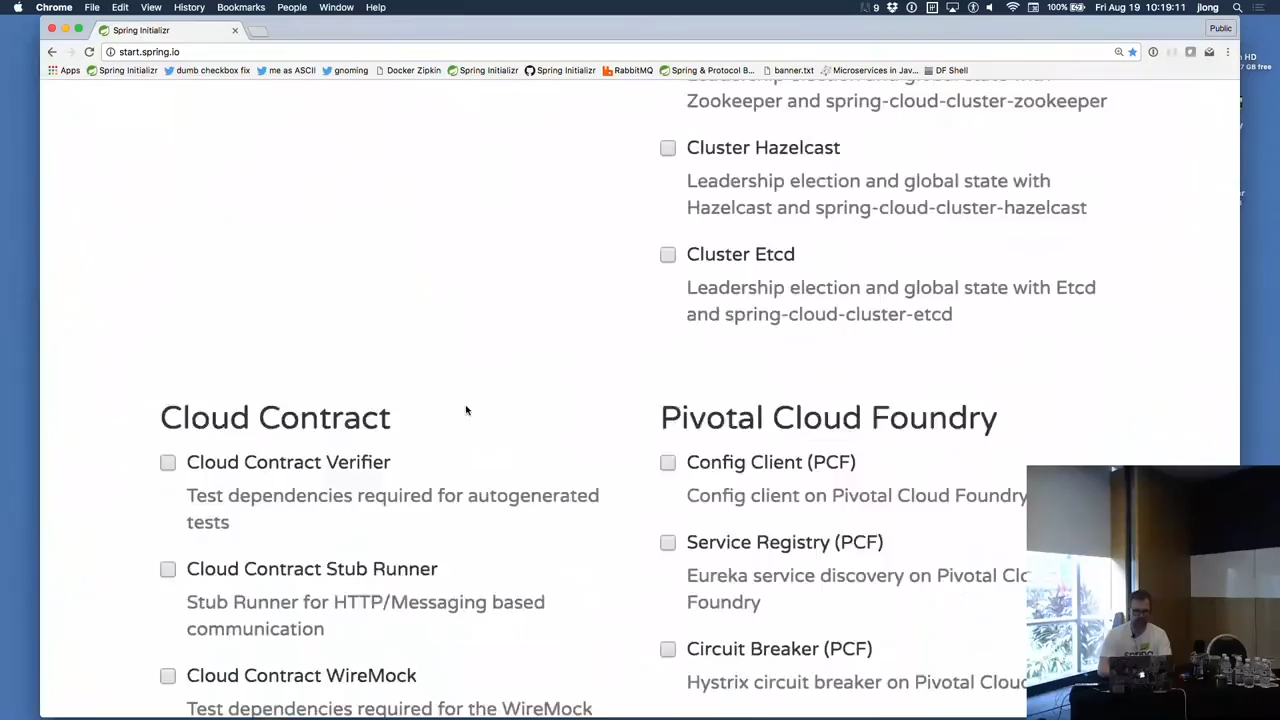 Chrome File Edit View History Bookmarks People Window Help 9 100% Fri Aug 19 10:19:11 jlong
Spring Initializr Public
start.spring.io
Apps Spring Initializr dumb checkbox fix me as ASCII gnoming Docker Zipkin Spring Initializr Spring Initializr RabbitMQ Spring & Protocol B... banner.txt Microservices in Jav... DF Shell
HD
GB free
Zookeeper and spring-cloud-cluster-zookeeper
Cluster Hazelcast
Leadership election and global state with
Hazelcast and spring-cloud-cluster-hazelcast
Cluster Etcd
Leadership election and global state with Etcd
and spring-cloud-cluster-etcd
Cloud Contract
Cloud Contract Verifier
Test dependencies required for autogenerated
tests
Cloud Contract Stub Runner
Stub Runner for HTTP/Messaging based
communication
Cloud Contract WireMock
Test dependencies required for the WireMock
Pivotal Cloud Foundry
Config Client (PCF)
Config client on Pivotal Cloud Foundry
Service Registry (PCF)
Eureka service discovery on Pivotal Clo
Foundry
Circuit Breaker (PCF)
Hystrix circuit breaker on Pivotal Cloud